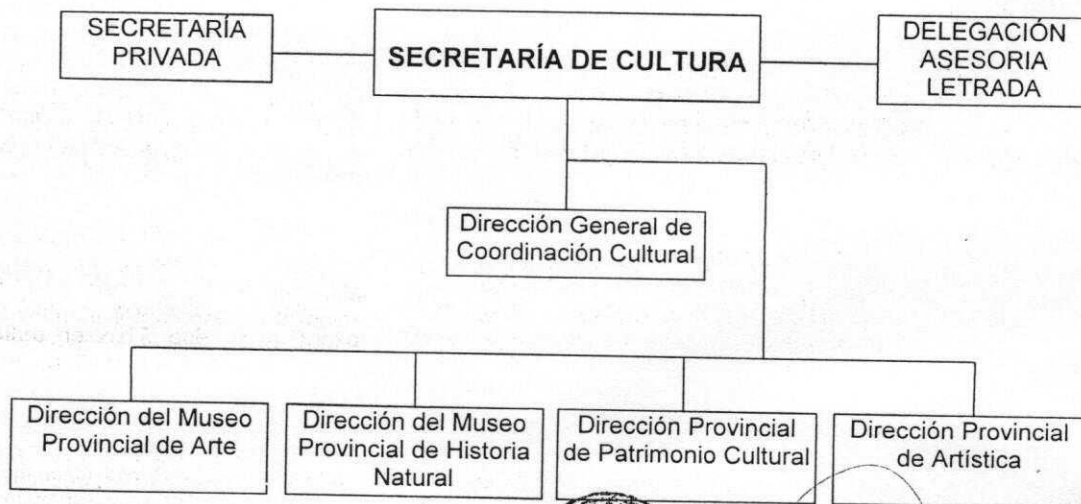 SECRETARÍA
PRIVADA
SECRETARÍA DE CULTURA
DELEGACIÓN
ASESORIA
LETRADA
Dirección General de
Coordinación Cultural
Dirección del Museo
Provincial de Arte
Dirección del Museo
Provincial de Historia
Natural
Dirección Provincial
de Patrimonio Cultural
Dirección Provincial
de Artística